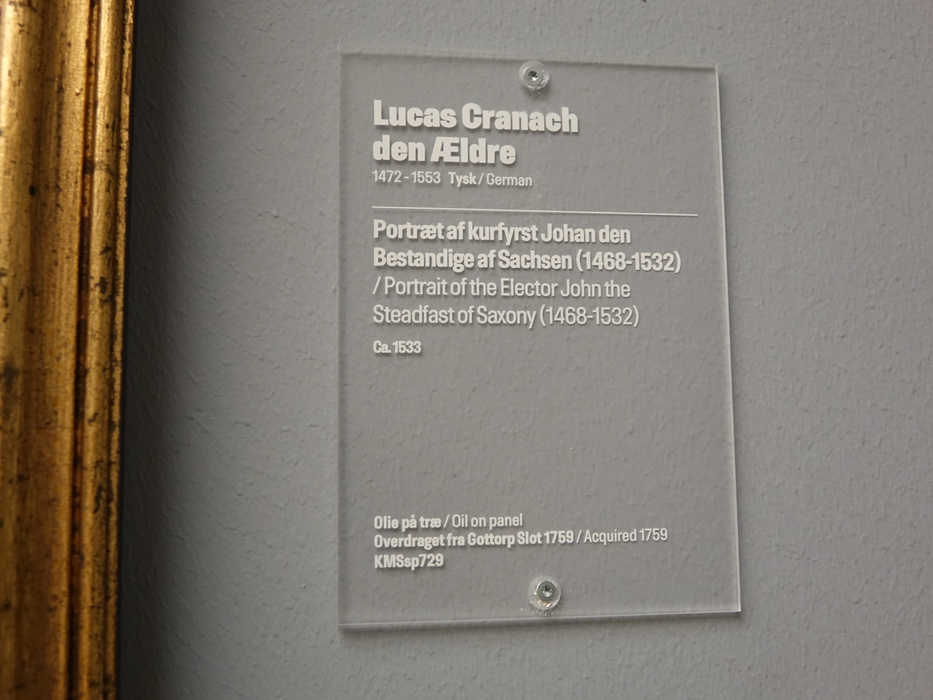 Lucas Cranach
den Ældre
1472 - 1553 Tysk / German
Portræt af kurfyrst Johan den
Bestandige af Sachsen (1468-1532)
/ Portrait of the Elector John the
Steadfast of Saxony (1468-1532)
Ca. 1533
Olie på træ / Oil on panel
Overdraget fra Gottorp Slot 1759 / Acquired 1759
KMSsp729